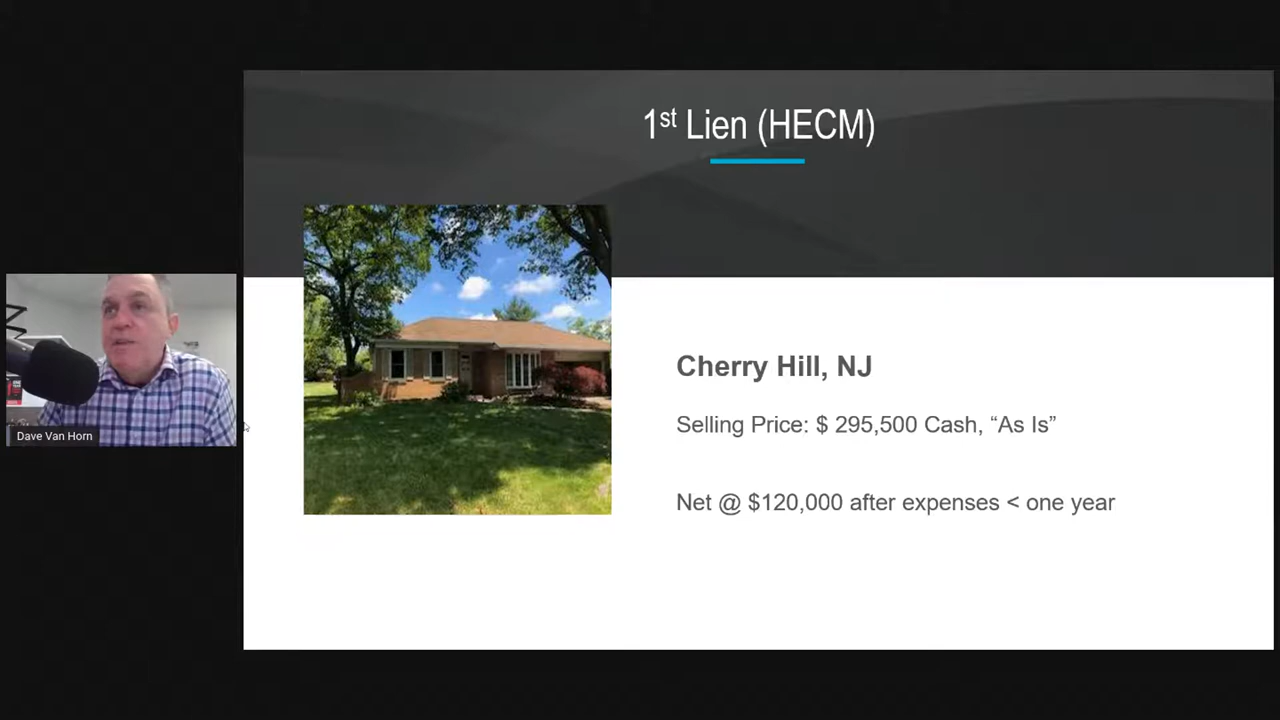 1st Lien (HECM)
Cherry Hill, NJ
Selling Price: $ 295,500 Cash, “As Is”
Net @ $120,000 after expenses < one year
Dave Van Horn